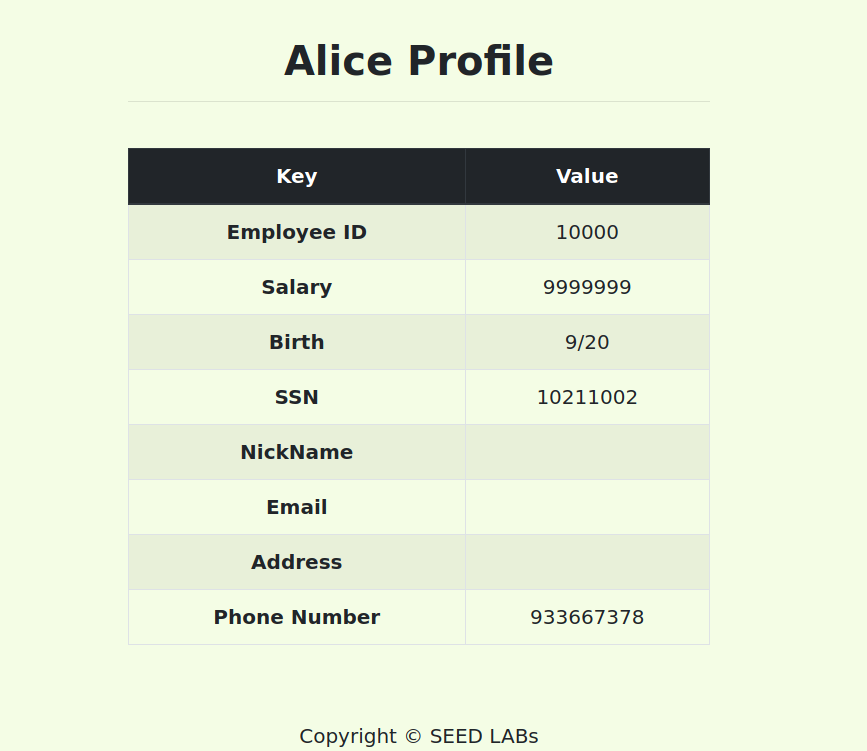 Alice Profile
Key Value
Employee ID 10000
Salary 9999999
Birth 9/20
SSN 10211002
NickName
Email
Address
Phone Number 933667378
Copyright © SEED LABs